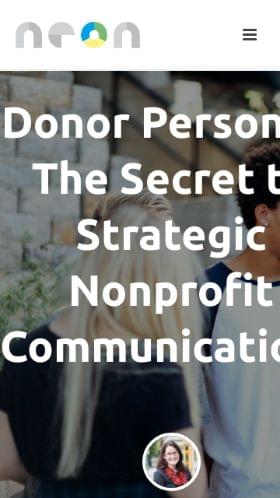 neon
Donor Person
The Secret t
Strategic
Nonprofit
Communicatio